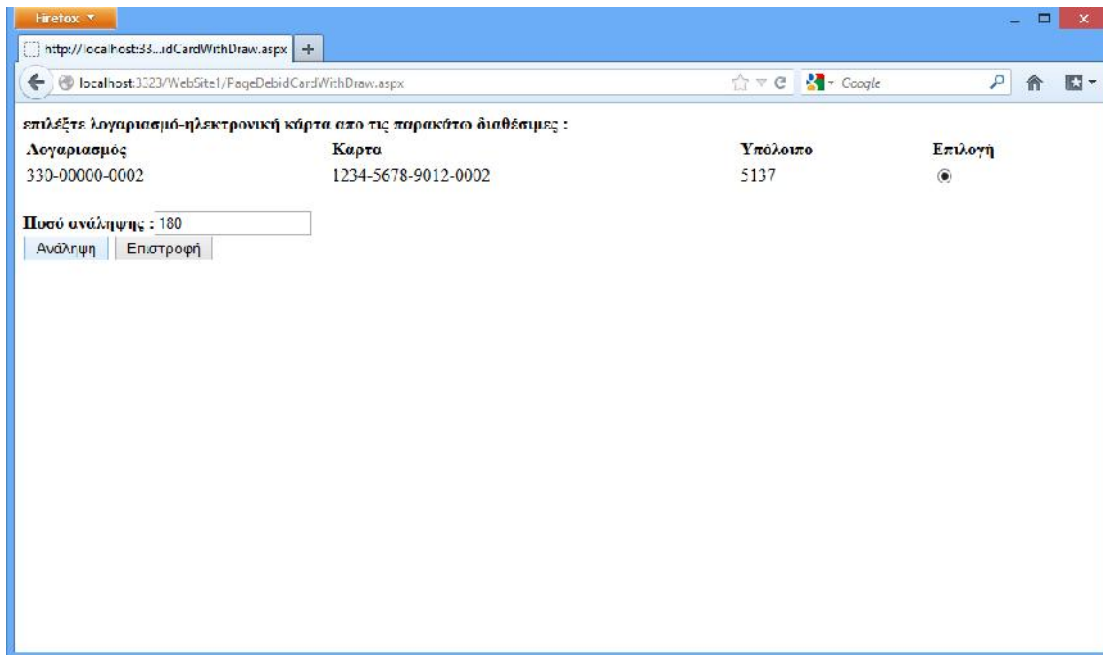 Firefox
http://localhost:33...idCardWithDraw.aspx
localhost:3323/WebSite1/PageDebidCardWithDraw.aspx
Google
επιλέξτε λογαριασμό-ηλεκτρονική κάρτα απο τις παρακάτω διαθέσιμες :
Λογαριασμός Καρτα Υπόλοιπο Επιλογή
330-00000-0002 1234-5678-9012-0002 5137
Ποσό ανάληψης : 180
Ανάληψη Επιστροφή